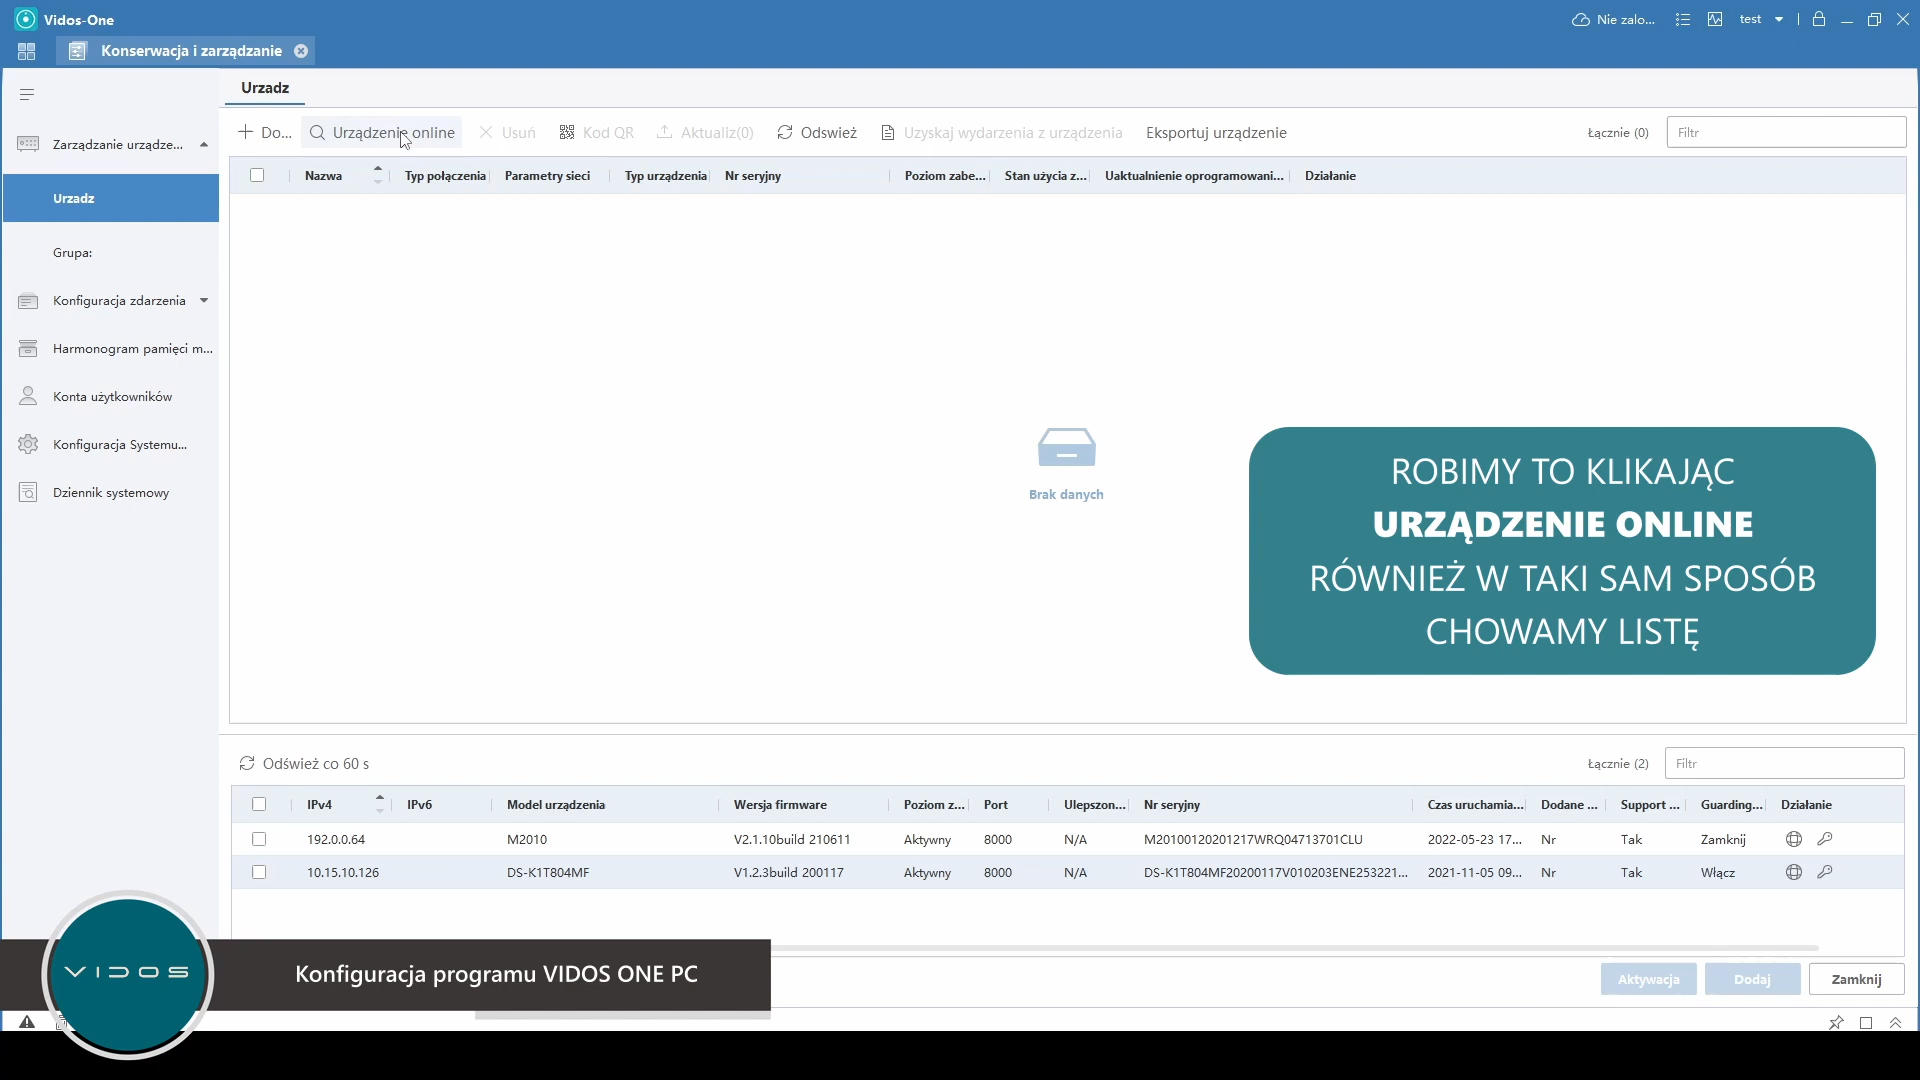 Vidos-One
Nie zalo...
test
Konserwacja i zarządzanie
Urzadz
Zarządzanie urządze...
Urzadz
Grupa:
Konfiguracja zdarzenia
Harmonogram pamięci m...
Konta użytkowników
Konfiguracja Systemu...
Dziennik systemowy
Do...
Urządzenie online
Usuń
Kod QR
Aktualiz(0)
Odswież
Uzyskaj wydarzenia z urządzenia
Eksportuj urządzenie
Łącznie (0)
Filtr
Nazwa
Typ połączenia
Parametry sieci
Typ urządzenia
Nr seryjny
Poziom zabe...
Stan użycia z...
Uaktualnienie oprogramowani...
Działanie
Brak danych
ROBIMY TO KLIKAJĄC
URZĄDZENIE ONLINE
RÓWNIEŻ W TAKI SAM SPOSÓB
CHOWAMY LISTĘ
Odśwież co 60 s
Łącznie (2)
Filtr
IPv4 IPv6 Model urządzenia Wersja firmware Poziom z... Port Ulepszon... Nr seryjny Czas uruchamia... Dodane ... Support ... Guarding... Działanie
192.0.0.64 M2010 V2.1.10build 210611 Aktywny 8000 N/A M20100120201217WRQ04713701CLU 2022-05-23 17... Nr Tak Zamknij
10.15.10.126 DS-K1T804MF V1.2.3build 200117 Aktywny 8000 N/A DS-K1T804MF20200117V010203ENE253221... 2021-11-05 09... Nr Tak Włącz
VIDOS
Konfiguracja programu VIDOS ONE PC
Aktywacja
Dodaj
Zamknij